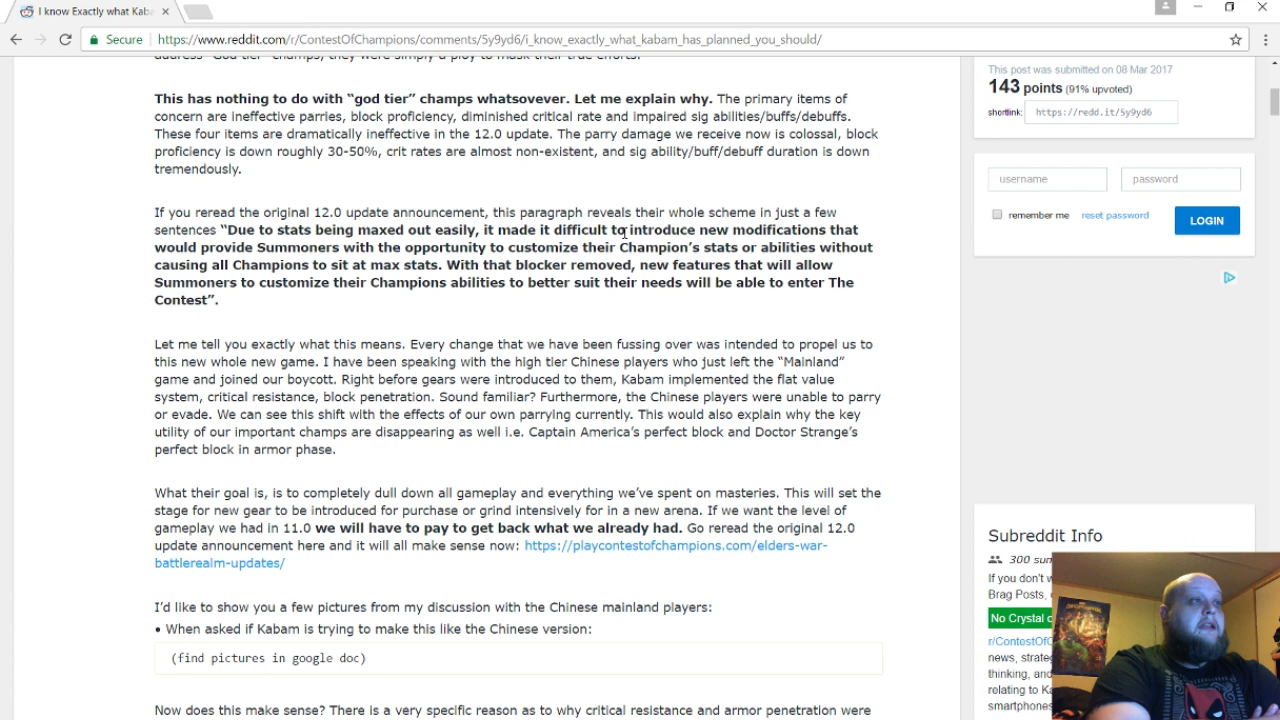 I know Exactly what Kaba
Secure https://www.reddit.com/r/ContestOfChampions/comments/5y9yd6/i_know_exactly_what_kabam_has_planned_you_should/
address "God tier" champs, they were simply a ploy to mask their true efforts.
This has nothing to do with "god tier" champs whatsovever. Let me explain why. The primary items of
concern are ineffective parries, block proficiency, diminished critical rate and impaired sig abilities/buffs/debuffs.
These four items are dramatically ineffective in the 12.0 update. The parry damage we receive now is colossal, block
proficiency is down roughly 30-50%, crit rates are almost non-existent, and sig ability/buff/debuff duration is down
tremendously.
If you reread the original 12.0 update announcement, this paragraph reveals their whole scheme in just a few
sentences "Due to stats being maxed out easily, it made it difficult to introduce new modifications that
would provide Summoners with the opportunity to customize their Champion's stats or abilities without
causing all Champions to sit at max stats. With that blocker removed, new features that will allow
Summoners to customize their Champions abilities to better suit their needs will be able to enter The
Contest".
Let me tell you exactly what this means. Every change that we have been fussing over was intended to propel us to
this new whole new game. I have been speaking with the high tier Chinese players who just left the "Mainland"
game and joined our boycott. Right before gears were introduced to them, Kabam implemented the flat value
system, critical resistance, block penetration. Sound familiar? Furthermore, the Chinese players were unable to parry
or evade. We can see this shift with the effects of our own parrying currently. This would also explain why the key
utility of our important champs are disappearing as well i.e. Captain America's perfect block and Doctor Strange's
perfect block in armor phase.
What their goal is, is to completely dull down all gameplay and everything we've spent on masteries. This will set the
stage for new gear to be introduced for purchase or grind intensively for in a new arena. If we want the level of
gameplay we had in 11.0 we will have to pay to get back what we already had. Go reread the original 12.0
update announcement here and it will all make sense now: https://playcontestofchampions.com/elders-war-
battlerealm-updates/
I'd like to show you a few pictures from my discussion with the Chinese mainland players:
• When asked if Kabam is trying to make this like the Chinese version:
(find pictures in google doc)
Now does this make sense? There is a very specific reason as to why critical resistance and armor penetration were
This post was submitted on 08 Mar 2017
143 points (91% upvoted)
shortlink: https://redd.it/5y9yd6
username password
remember me reset password LOGIN
Subreddit Info
300
If you don't
Brag Posts,
No Crystal
r/ContestOf
news,
thinking, and
relating to
smartphones